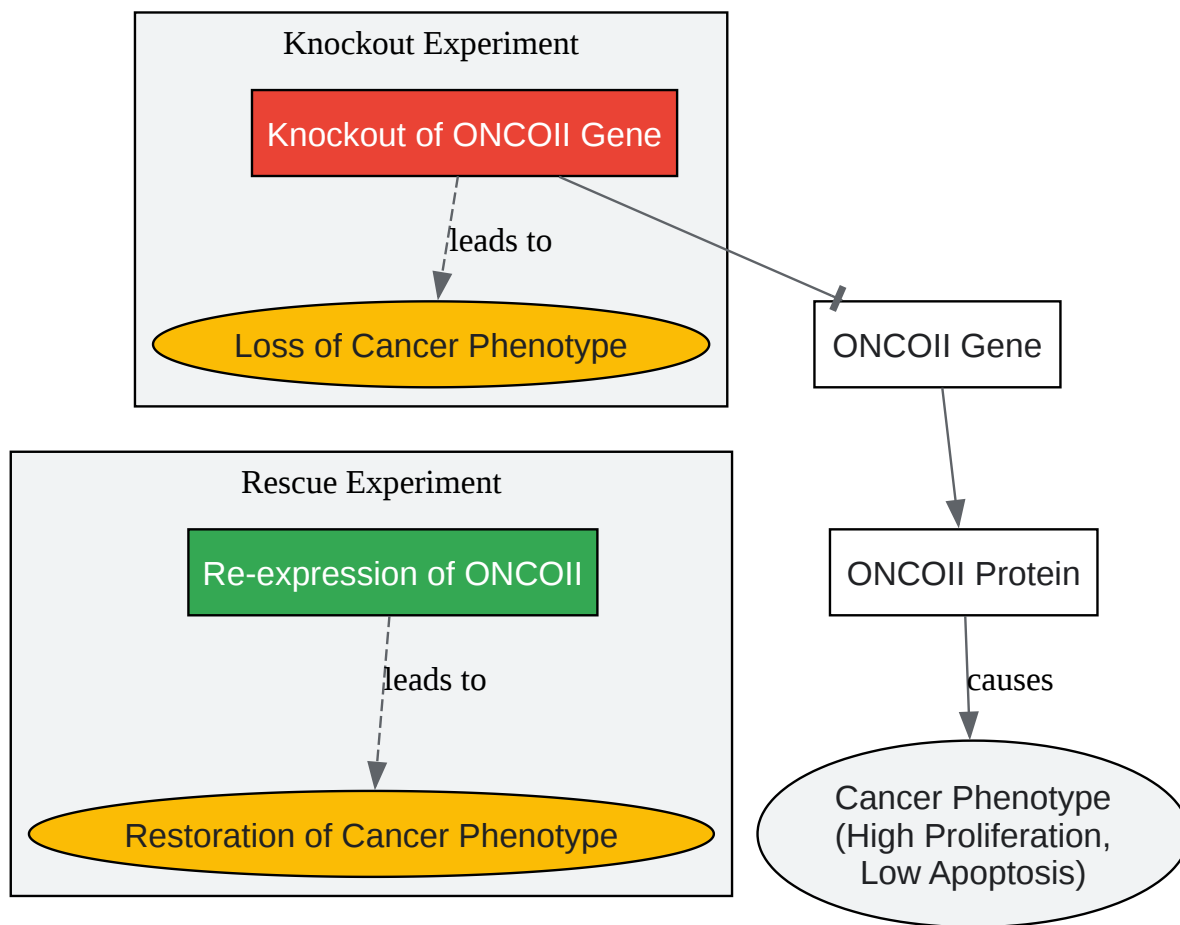 Knockout Experiment
Knockout of ONCOII Gene
leads to
Loss of Cancer Phenotype
ONCOII Gene
Rescue Experiment
Re-expression of ONCOII
ONCOII Protein
leads to
causes
Restoration of Cancer Phenotype
Cancer Phenotype
(High Proliferation,
Low Apoptosis)